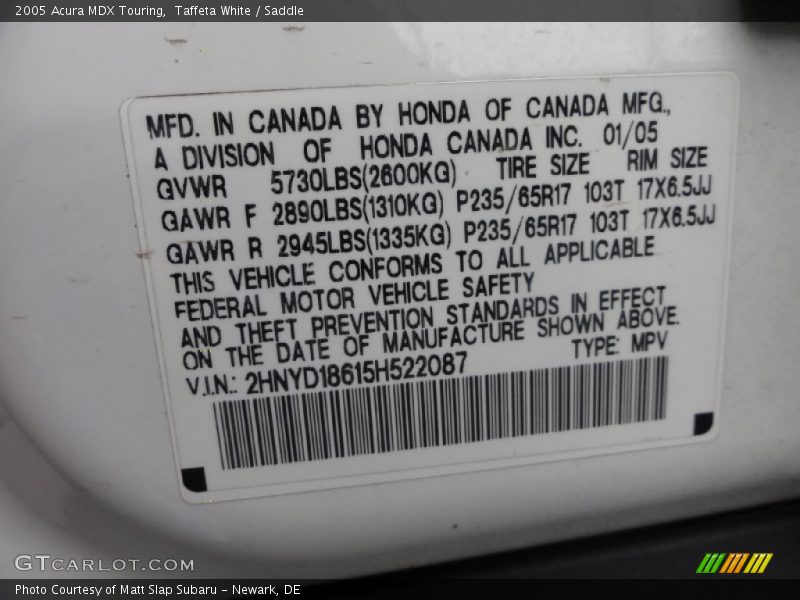 2005 Acura MDX Touring, Taffeta White / Saddle
MFD. IN CANADA BY HONDA OF CANADA MFG.,
A DIVISION OF HONDA CANADA INC. 01/05
GVWR 5730LBS(2600KG) TIRE SIZE RIM SIZE
GAWR F 2890LBS(1310KG) P235/65R17 103T 17X6.5JJ
GAWR R 2945LBS(1335KG) P235/65R17 103T 17X6.5JJ
THIS VEHICLE CONFORMS TO ALL APPLICABLE
FEDERAL MOTOR VEHICLE SAFETY
AND THEFT PREVENTION STANDARDS IN EFFECT
ON THE DATE OF MANUFACTURE SHOWN ABOVE.
V.I.N.: 2HNYD18615H522087 TYPE: MPV
GTCARLOT.COM
Photo Courtesy of Matt Slap Subaru - Newark, DE